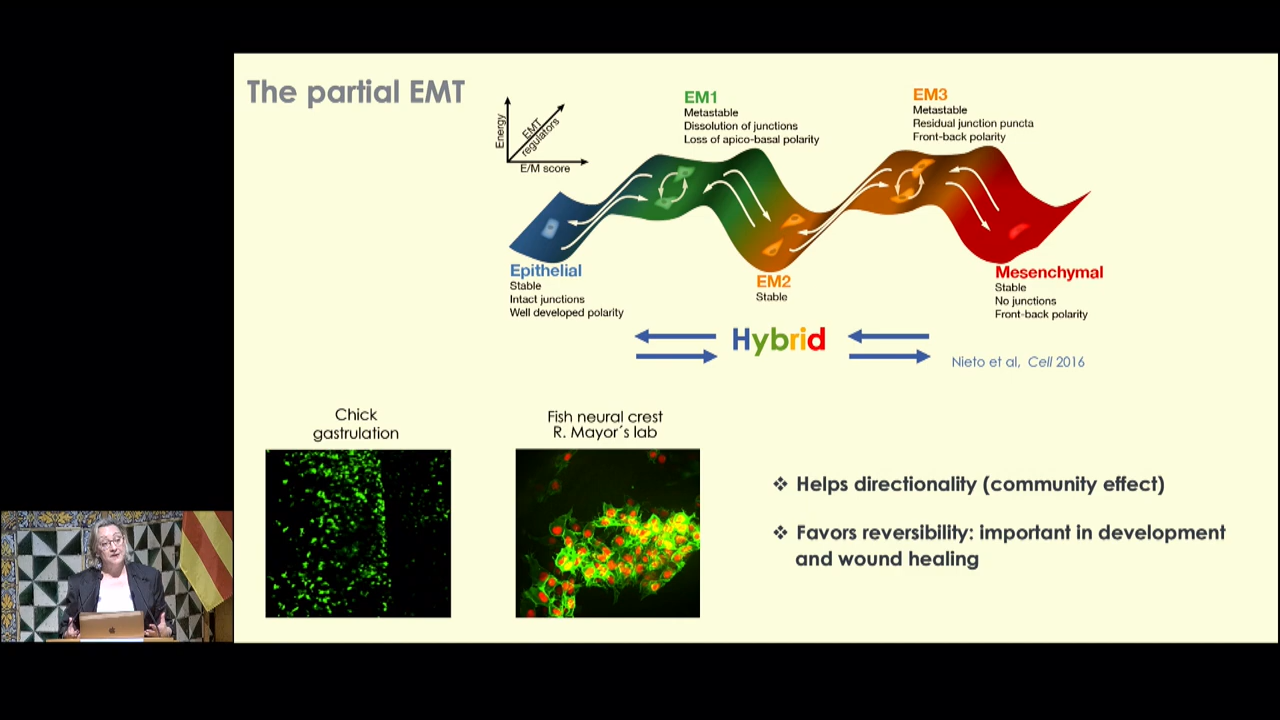 The partial EMT
Energy
EMT
regulators
E/M score
EM1
Metastable
Dissolution of junctions
Loss of apico-basal polarity
EM3
Metastable
Residual junction puncta
Front-back polarity
Epithelial
Stable
Intact junctions
Well developed polarity
EM2
Stable
Mesenchymal
Stable
No junctions
Front-back polarity
Hybrid
Nieto et al, Cell 2016
Chick
gastrulation
Fish neural crest
R. Mayor´s lab
❖ Helps directionality (community effect)
❖ Favors reversibility: important in development
and wound healing